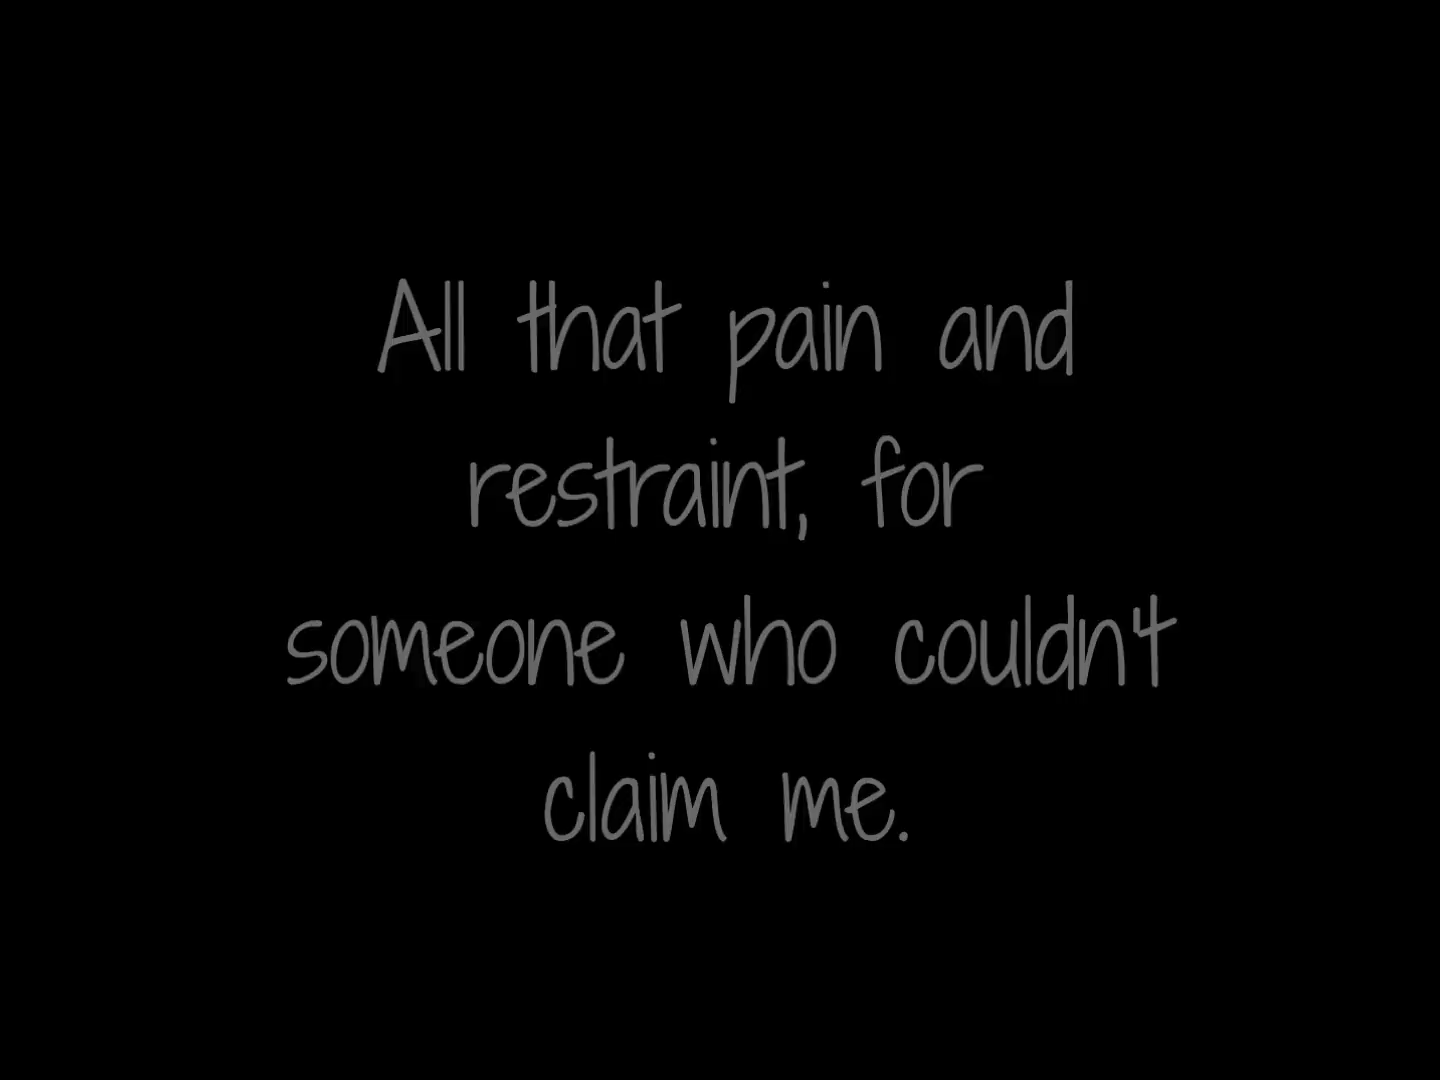 All that pain and
restraint, for
someone who couldn't
claim me.